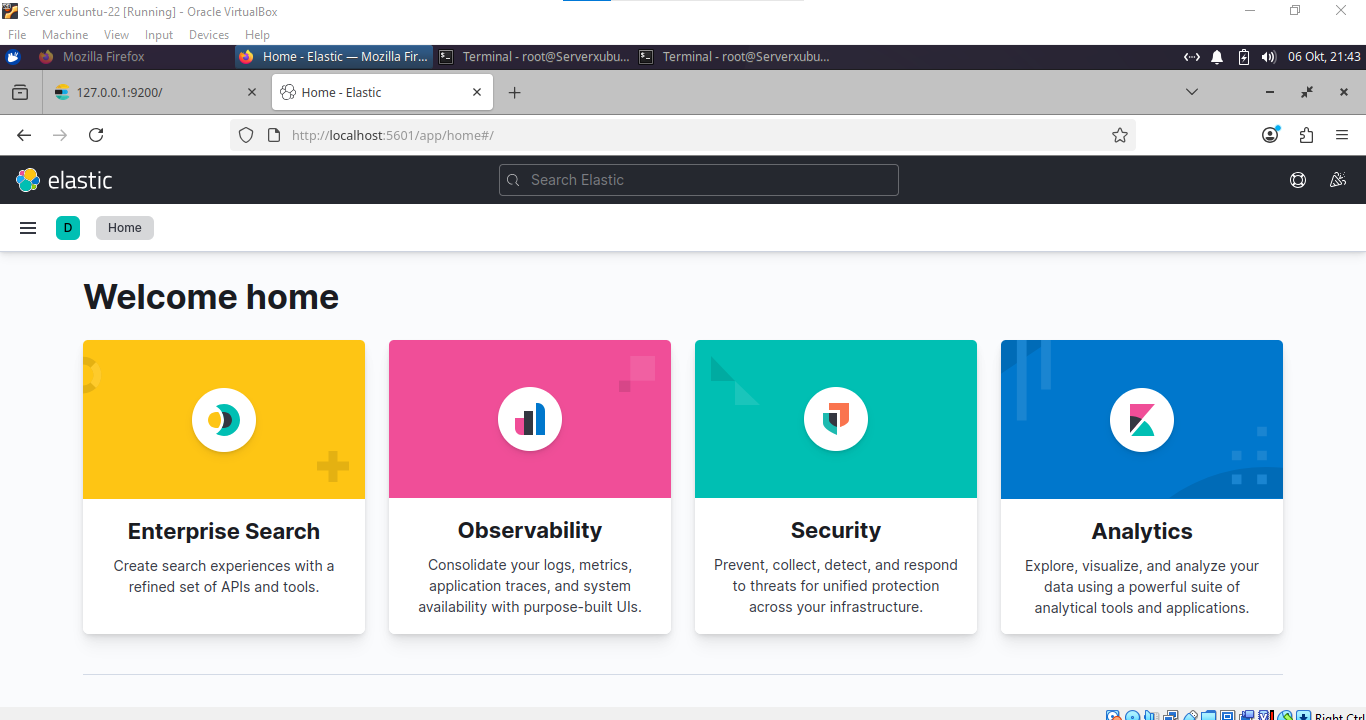 Server xubuntu-22 [Running] - Oracle VirtualBox
File Machine View Input Devices Help
Mozilla Firefox
Home - Elastic — Mozilla Fir...
Terminal - root@Serverxubu...
Terminal - root@Serverxubu...
06 Okt, 21:43
127.0.0.1:9200/
Home - Elastic
http://localhost:5601/app/home#/
elastic
Search Elastic
D
Home
Welcome home
Enterprise Search
Create search experiences with a
refined set of APIs and tools.
Observability
Consolidate your logs, metrics,
application traces, and system
availability with purpose-built UIs.
Security
Prevent, collect, detect, and respond
to threats for unified protection
across your infrastructure.
Analytics
Explore, visualize, and analyze your
data using a powerful suite of
analytical tools and applications.
Right Ctrl